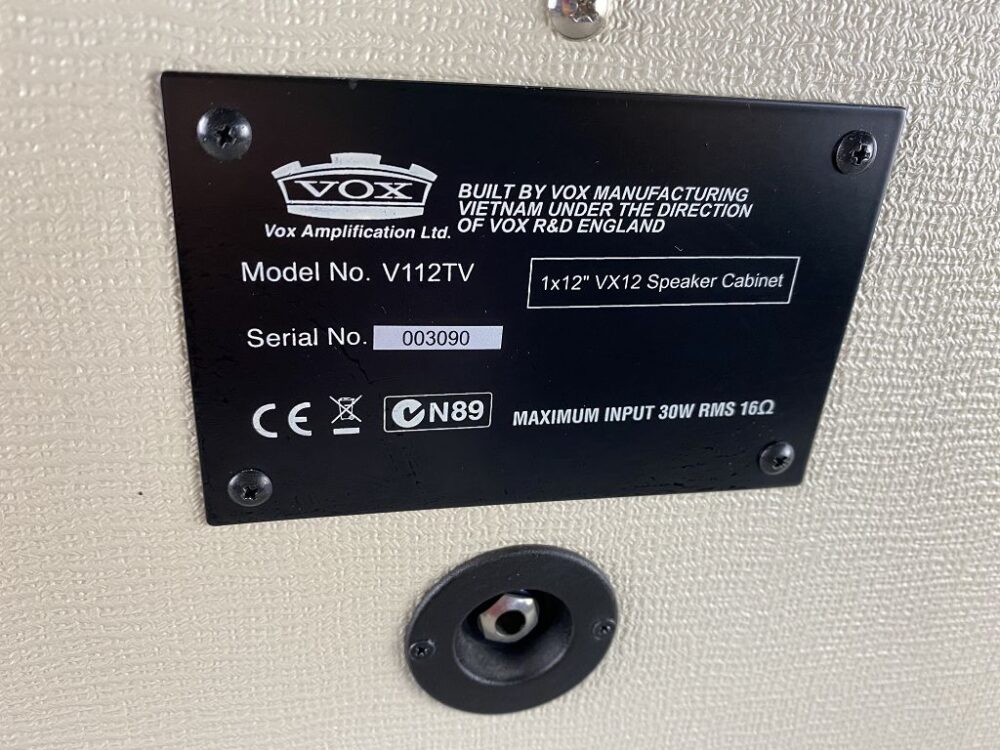 VOX
Vox Amplification Ltd.
BUILT BY VOX MANUFACTURING
VIETNAM UNDER THE DIRECTION
OF VOX R&D ENGLAND
Model No. V112TV
1x12" VX12 Speaker Cabinet
Serial No. 003090
CE N89
MAXIMUM INPUT 30W RMS 16Ω